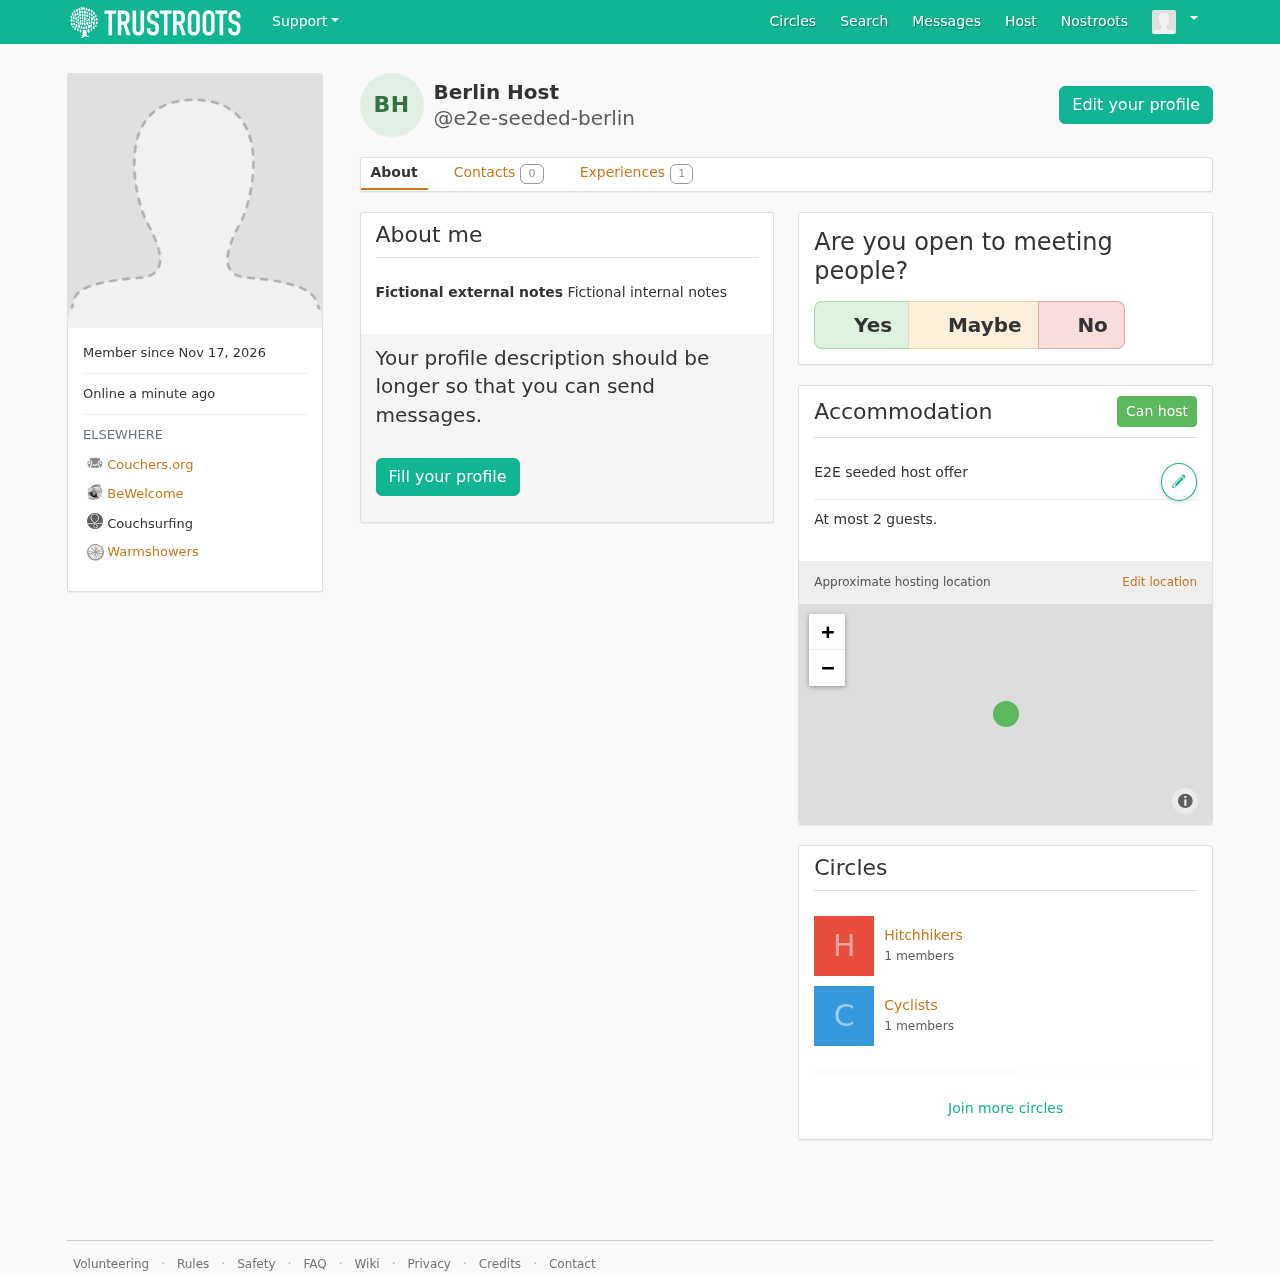 TRUSTROOTS
Support
Circles
Search
Messages
Host
Nostroots
BH
Berlin Host
@e2e-seeded-berlin
Edit your profile
About
Contacts 0
Experiences 1
Member since Nov 17, 2026
Online a minute ago
ELSEWHERE
Couchers.org
BeWelcome
Couchsurfing
Warmshowers
About me
Fictional external notes Fictional internal notes
Your profile description should be
longer so that you can send
messages.
Fill your profile
Are you open to meeting
people?
Yes
Maybe
No
Accommodation
Can host
E2E seeded host offer
At most 2 guests.
Approximate hosting location
Edit location
+
−
Circles
H
Hitchhikers
1 members
C
Cyclists
1 members
Join more circles
Volunteering · Rules · Safety · FAQ · Wiki · Privacy · Credits · Contact